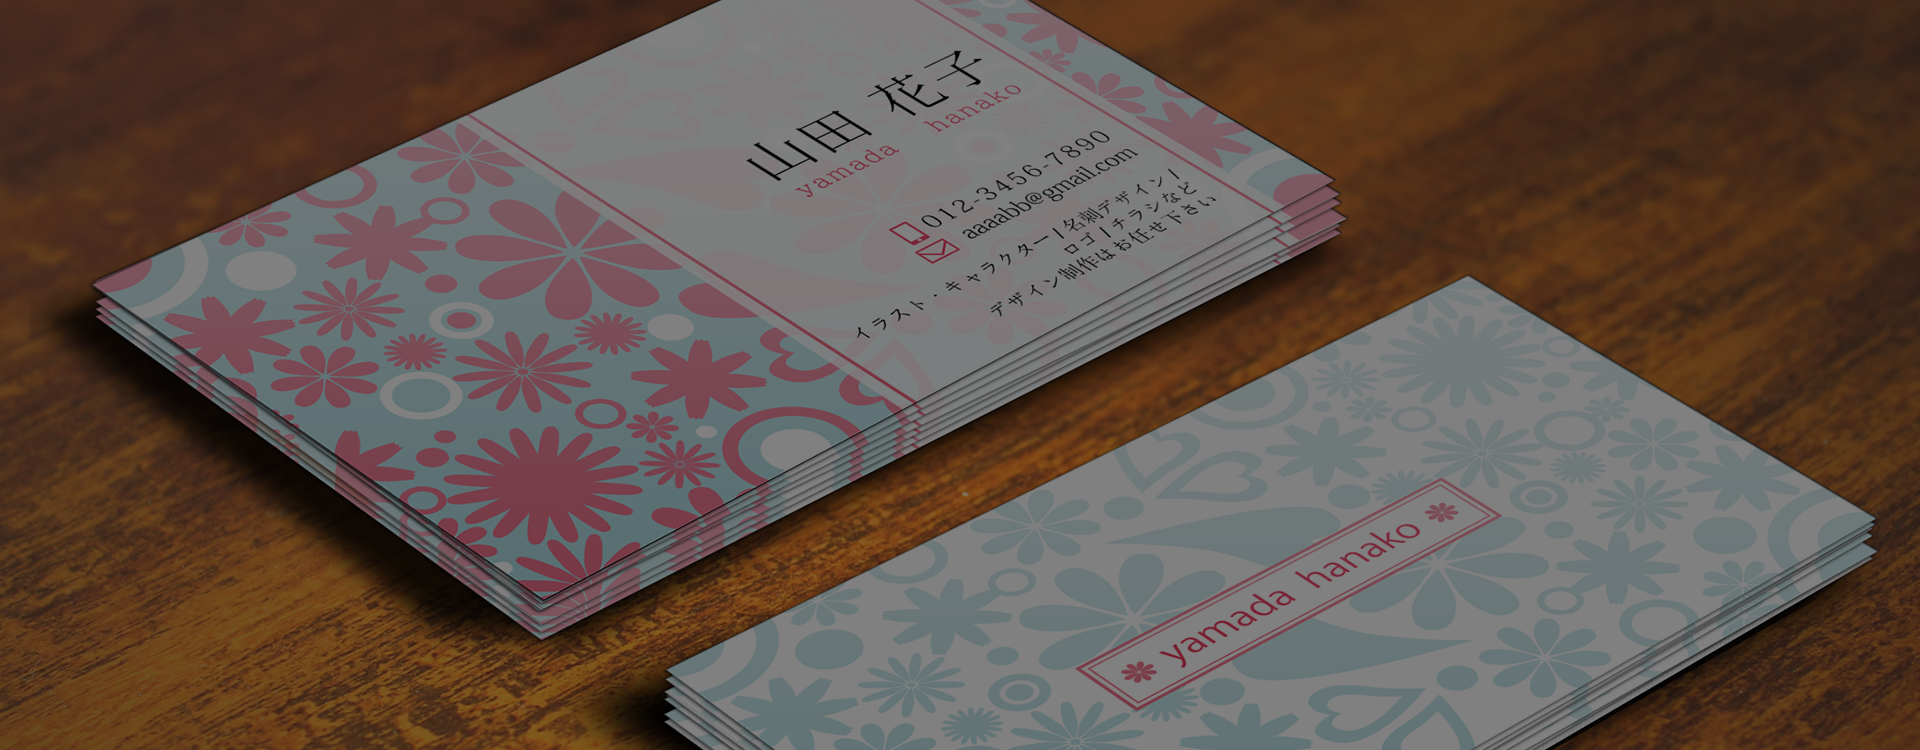 山田 花子
yamada hanako
012-3456-7890
aaaabb@gmail.com
イラスト・キャラクター|名刺デザイン|
ロゴ|チラシなど
デザイン制作はお任せ下さい
yamada hanako